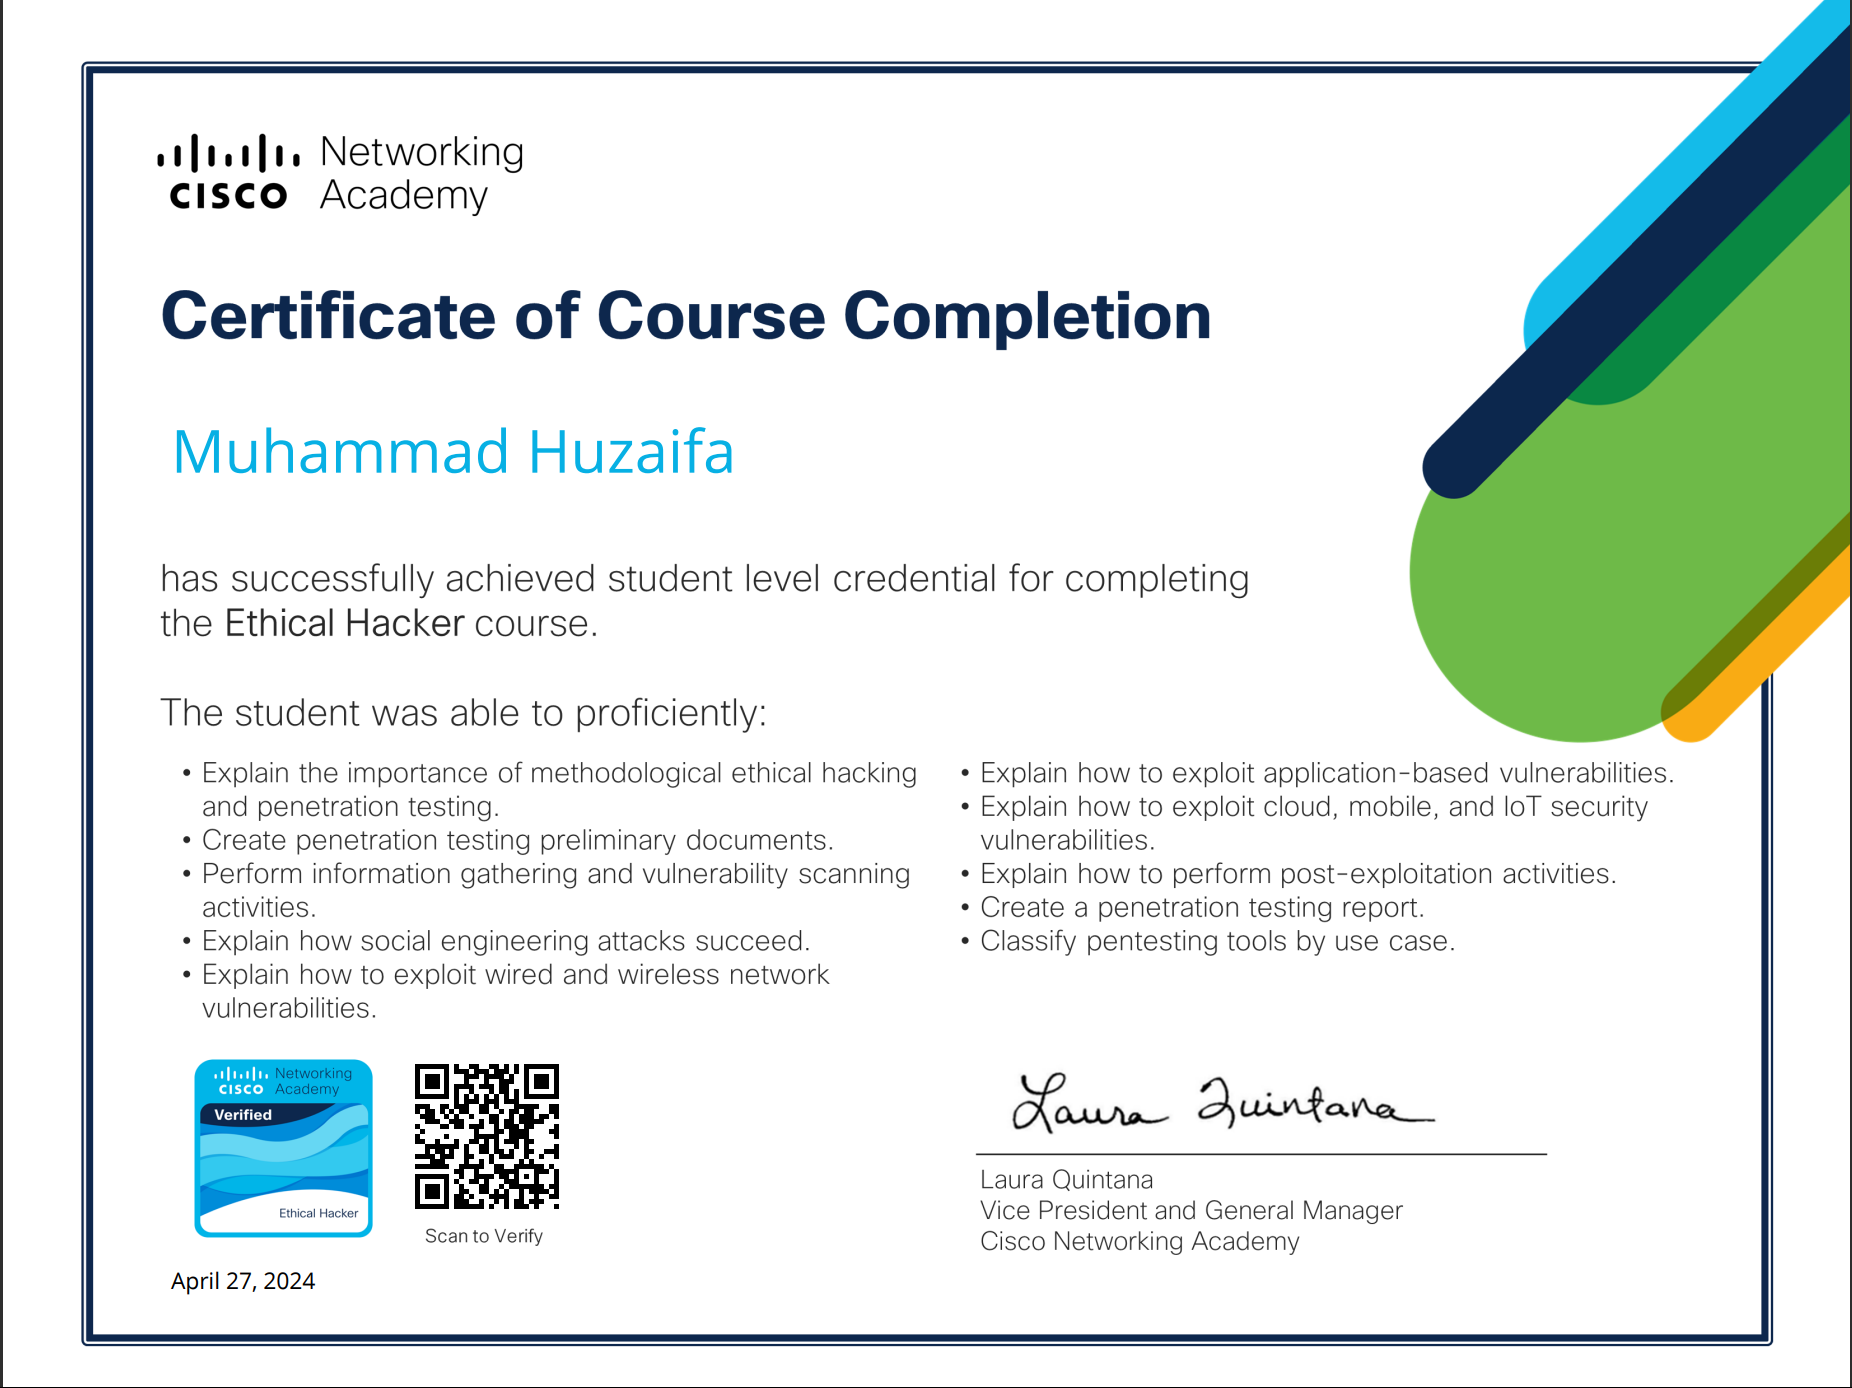 Networking
Academy
CISCO
Certificate of Course Completion
Muhammad Huzaifa
has successfully achieved student level credential for completing
the Ethical Hacker course.
The student was able to proficiently:
• Explain the importance of methodological ethical hacking
and penetration testing.
• Create penetration testing preliminary documents.
• Perform information gathering and vulnerability scanning
activities.
• Explain how social engineering attacks succeed.
• Explain how to exploit wired and wireless network
vulnerabilities.
• Explain how to exploit application-based vulnerabilities.
• Explain how to exploit cloud, mobile, and IoT security
vulnerabilities.
• Explain how to perform post-exploitation activities.
• Create a penetration testing report.
• Classify pentesting tools by use case.
Networking
CISCO Academy
Verified
Ethical Hacker
Scan to Verify
April 27, 2024
Laura Quintana
Laura Quintana
Vice President and General Manager
Cisco Networking Academy